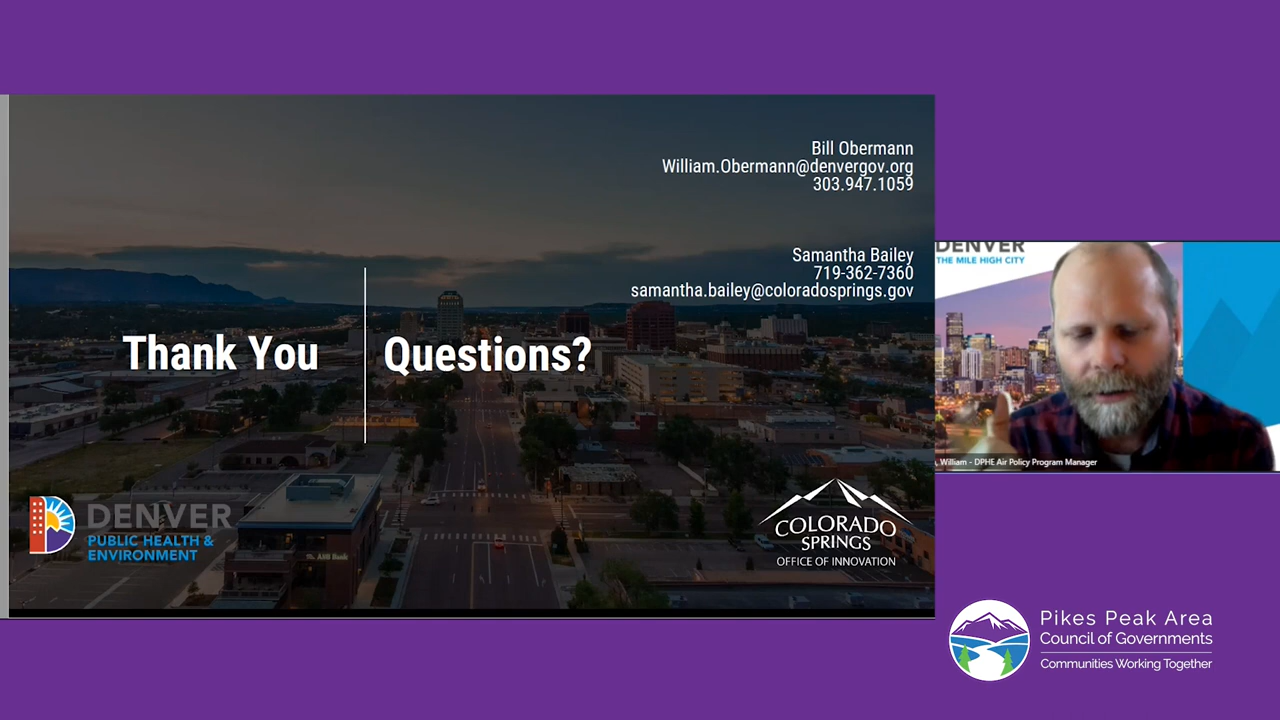 Bill Obermann
William.Obermann@denvergov.org
303.947.1059
Samantha Bailey
719-362-7360
samantha.bailey@coloradosprings.gov
Thank You
Questions?
DENVER
PUBLIC HEALTH &
ENVIRONMENT
COLORADO
SPRINGS
OFFICE OF INNOVATION
DENVER
THE MILE HIGH CITY
, William - DPHE Air Policy Program Manager
Pikes Peak Area
Council of Governments
Communities Working Together